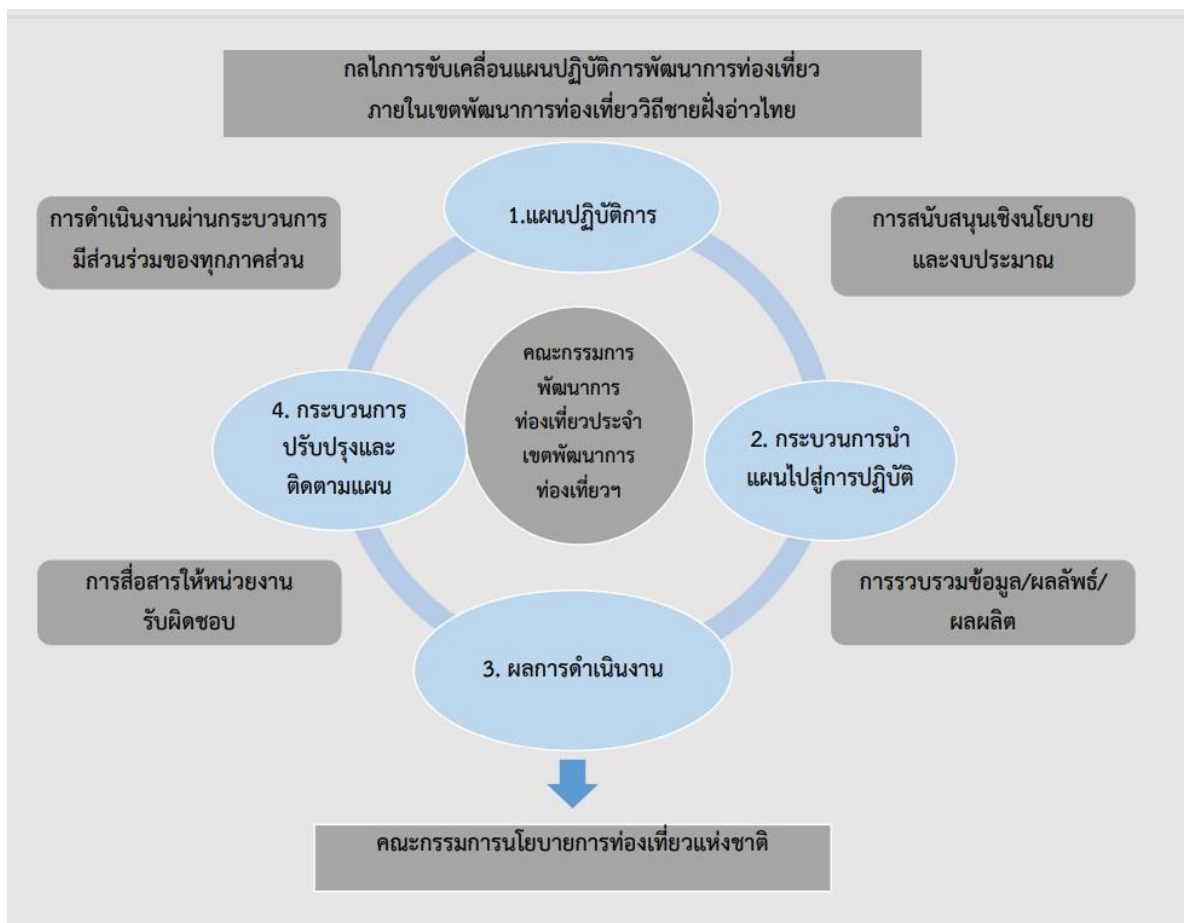 กลไกการขับเคลื่อนแผนปฏิบัติการพัฒนาการท่องเที่ยว
ภายในเขตพัฒนาการท่องเที่ยววิถีชายฝั่งอ่าวไทย
1.แผนปฏิบัติการ
การดำเนินงานผ่านกระบวนการ
มีส่วนร่วมของทุกภาคส่วน
การสนับสนุนเชิงนโยบาย
และงบประมาณ
คณะกรรมการ
พัฒนาการ
ท่องเที่ยวประจำ
เขตพัฒนาการ
ท่องเที่ยวฯ
4. กระบวนการ
ปรับปรุงและ
ติดตามแผน
2. กระบวนการนำ
แผนไปสู่การปฏิบัติ
การสื่อสารให้หน่วยงาน
รับผิดชอบ
การรวบรวมข้อมูล/ผลลัพธ์/
ผลผลิต
3. ผลการดำเนินงาน
คณะกรรมการนโยบายการท่องเที่ยวแห่งชาติ